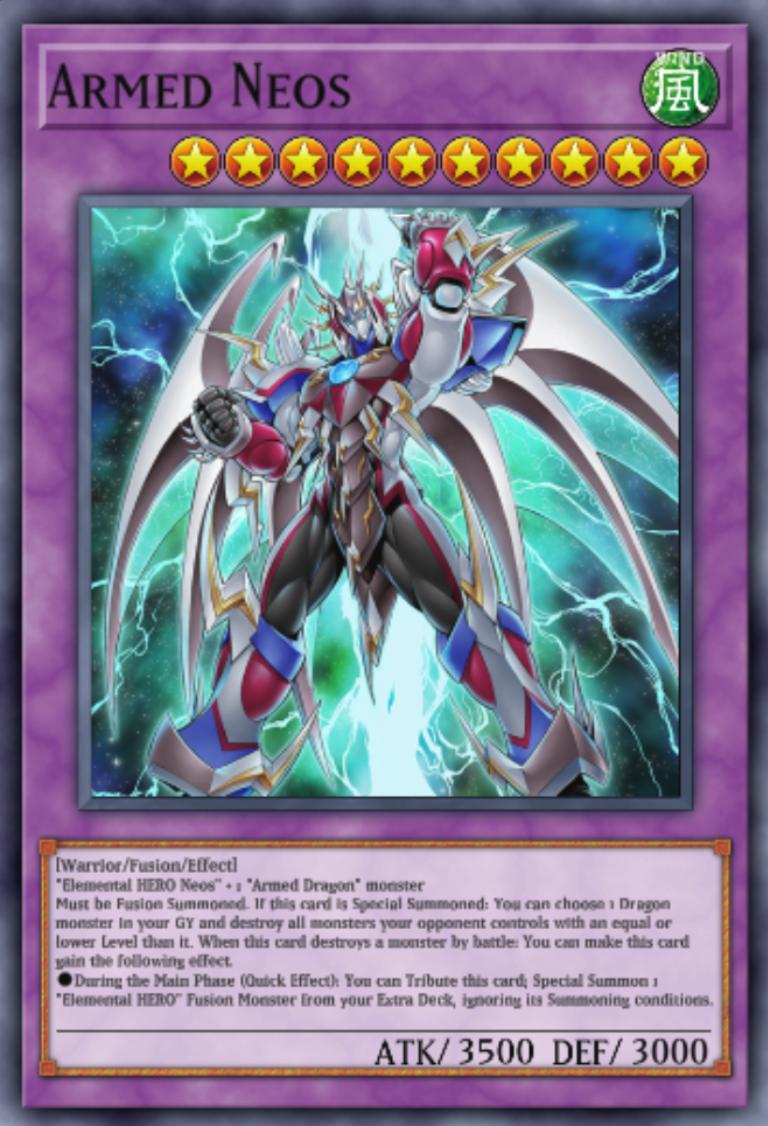 ARMED NEOS
WIND
風
[Warrior/Fusion/Effect]
"Elemental HERO Neos" + 1 "Armed Dragon" monster
Must be Fusion Summoned. If this card is Special Summoned: You can choose 1 Dragon
monster in your GY and destroy all monsters your opponent controls with an equal or
lower Level than it. When this card destroys a monster by battle: You can make this card
gain the following effect.
●During the Main Phase (Quick Effect): You can Tribute this card; Special Summon 1
"Elemental HERO" Fusion Monster from your Extra Deck, ignoring its Summoning conditions.
ATK/ 3500 DEF/ 3000